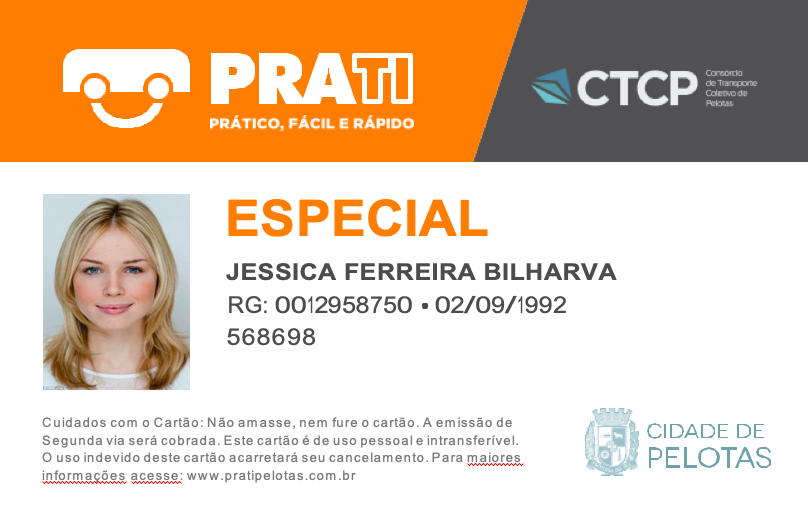 PRATI
PRÁTICO, FÁCIL E RÁPIDO
CTCP
Consórcio
de Transporte
Coletivo de
Pelotas
ESPECIAL
JESSICA FERREIRA BILHARVA
RG: 0012958750 • 02/09/1992
568698
Cuidados com o Cartão: Não amasse, nem fure o cartão. A emissão de
Segunda via será cobrada. Este cartão é de uso pessoal e intransferível.
O uso indevido deste cartão acarretará seu cancelamento. Para maiores
informações acesse: www.pratipelotas.com.br
CIDADE DE
PELOTAS